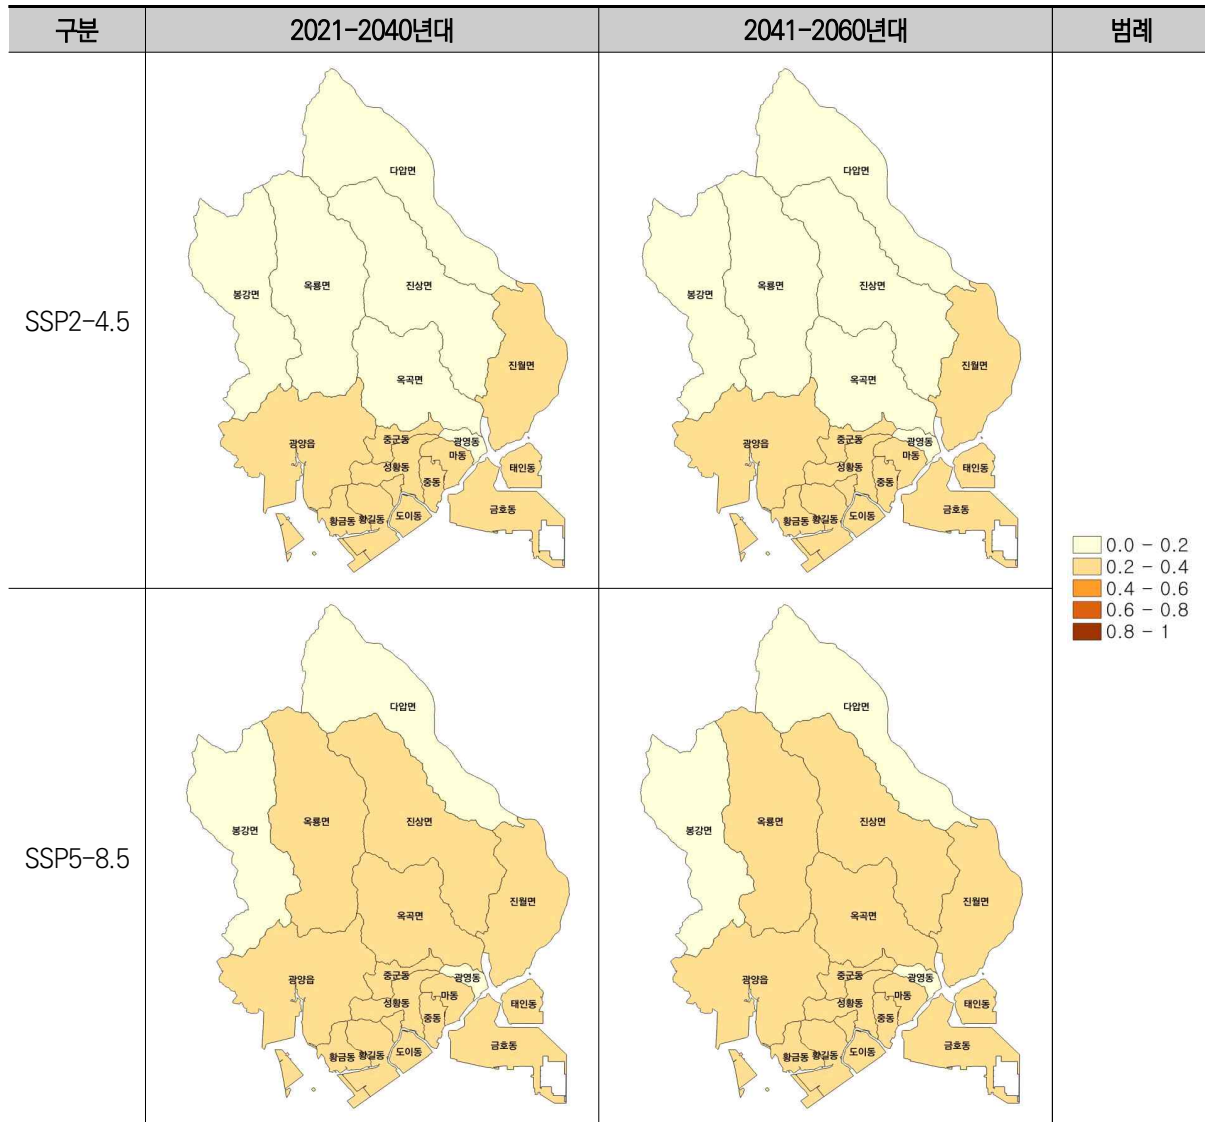 구분 2021-2040년대 2041-2060년대 범례
SSP2-4.5
다압면
봉강면
옥룡면
진상면
진월면
옥곡면
광양읍
중군동
광영동
마동
성황동
중동
태인동
금호동
황금동
황길동
도이동
다압면
봉강면
옥룡면
진상면
진월면
옥곡면
광양읍
중군동
광영동
마동
성황동
중동
태인동
금호동
황금동
황길동
도이동
0.0 - 0.2
0.2 - 0.4
0.4 - 0.6
0.6 - 0.8
0.8 - 1
SSP5-8.5
다압면
봉강면
옥룡면
진상면
진월면
옥곡면
광양읍
중군동
광영동
마동
성황동
중동
태인동
금호동
황금동
황길동
도이동
다압면
봉강면
옥룡면
진상면
진월면
옥곡면
광양읍
중군동
광영동
마동
성황동
중동
태인동
금호동
황금동
황길동
도이동